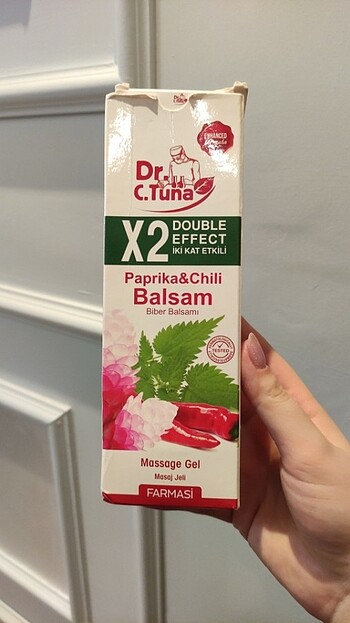 ENHANCED
Dr.
C.Tuna
X2
DOUBLE
EFFECT
İKİ KAT ETKİLİ
Paprika&Chili
Balsam
Biber Balsamı
TESTED
Massage Gel
Masaj Jeli
FARMASİ